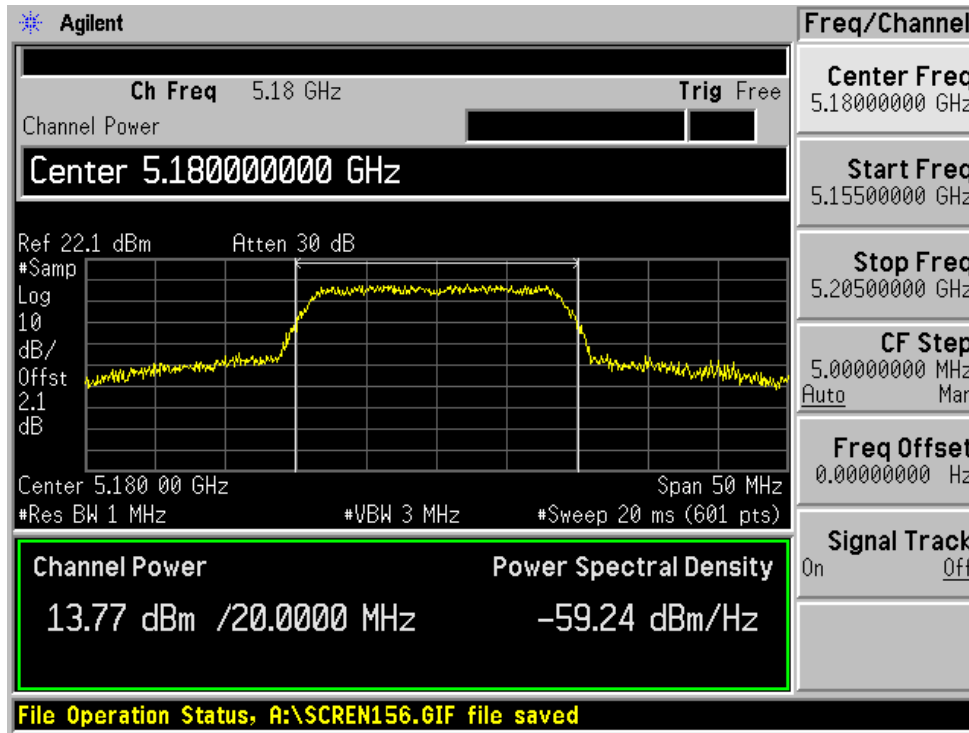 Agilent
Freq/Channel
Ch Freq 5.18 GHz Trig Free
Channel Power
Center 5.180000000 GHz
Ref 22.1 dBm Atten 30 dB
#Samp
Log
10
dB/
Offst
2.1
dB
Center 5.180 00 GHz Span 50 MHz
#Res BW 1 MHz #VBW 3 MHz #Sweep 20 ms (601 pts)
Channel Power Power Spectral Density
13.77 dBm /20.0000 MHz -59.24 dBm/Hz
File Operation Status, A:\SCREN156.GIF file saved
Center Freq
5.18000000 GHz
Start Freq
5.15500000 GHz
Stop Freq
5.20500000 GHz
CF Step
5.00000000 MHz
Auto Man
Freq Offset
0.00000000 Hz
Signal Track
On Off